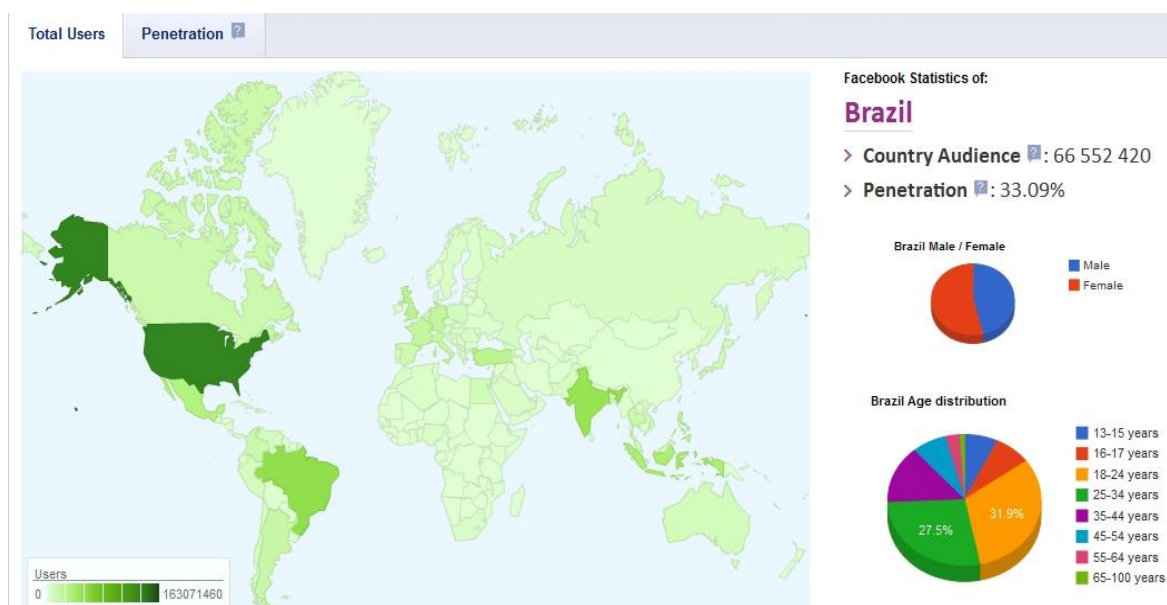 Total Users
Penetration ?
Facebook Statistics of:
Brazil
> Country Audience ?: 66 552 420
> Penetration ?: 33.09%
Brazil Male / Female
Male
Female
Brazil Age distribution
13-15 years
16-17 years
18-24 years
25-34 years
35-44 years
45-54 years
55-64 years
65-100 years
31.9%
27.5%
Users
0
163071460